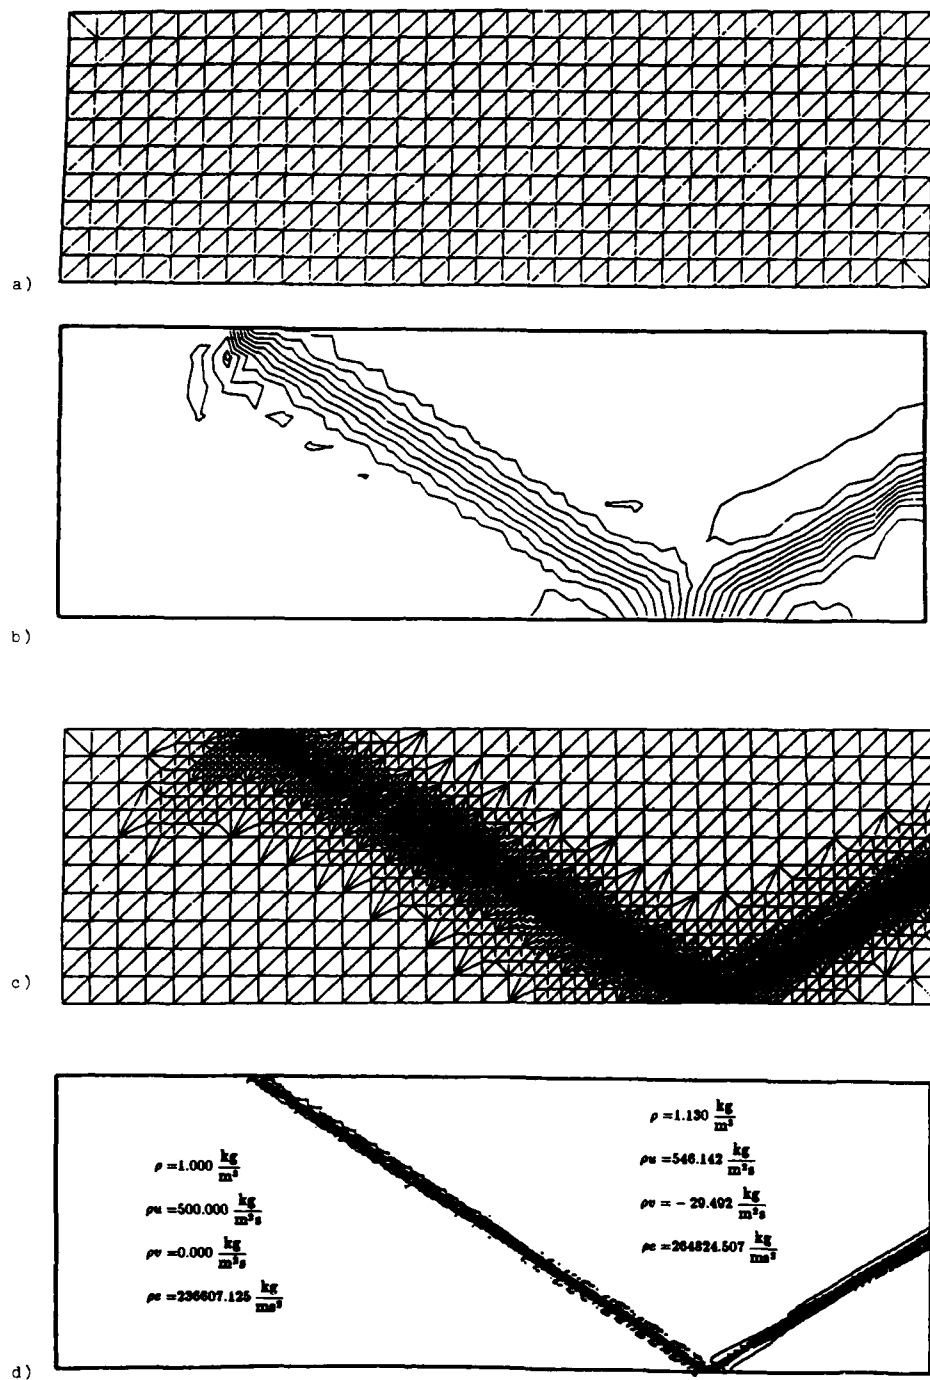 a)
b)
c)
d)
ρ =1.000 kg/m³
ρu =500.000 kg/m²s
ρv =0.000 kg/m²s
ρe =236607.125 kg/ms²
ρ =1.130 kg/m³
ρu =546.142 kg/m²s
ρv = - 29.492 kg/m²s
ρe =264824.507 kg/ms²